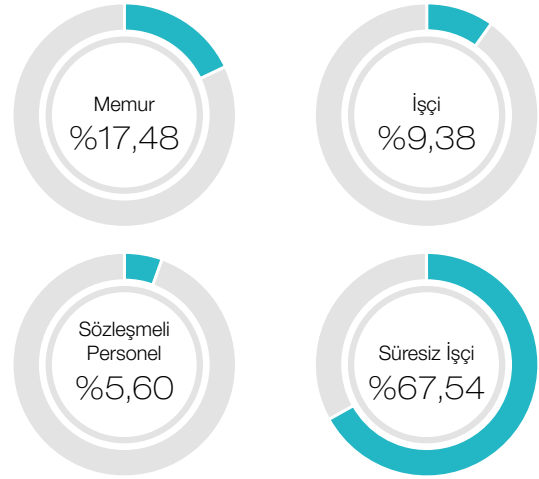 Memur
%17,48
İşçi
%9,38
Sözleşmeli
Personel
%5,60
Süresiz İşçi
%67,54